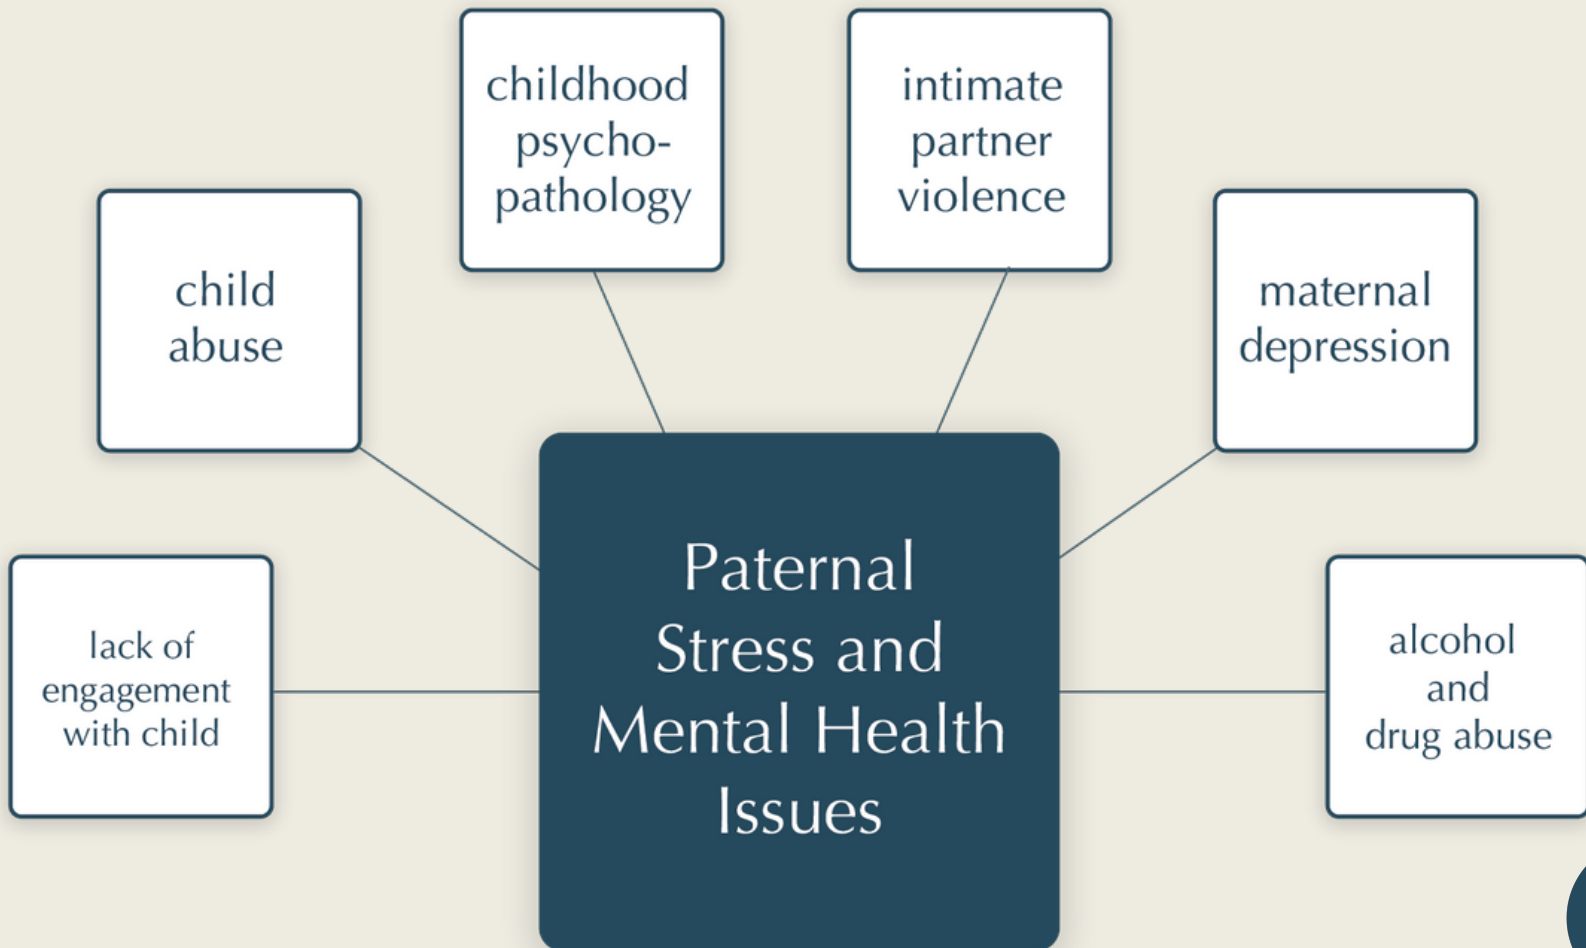 childhood
psycho-
pathology
intimate
partner
violence
child
abuse
maternal
depression
lack of
engagement
with child
Paternal
Stress and
Mental Health
Issues
alcohol
and
drug abuse